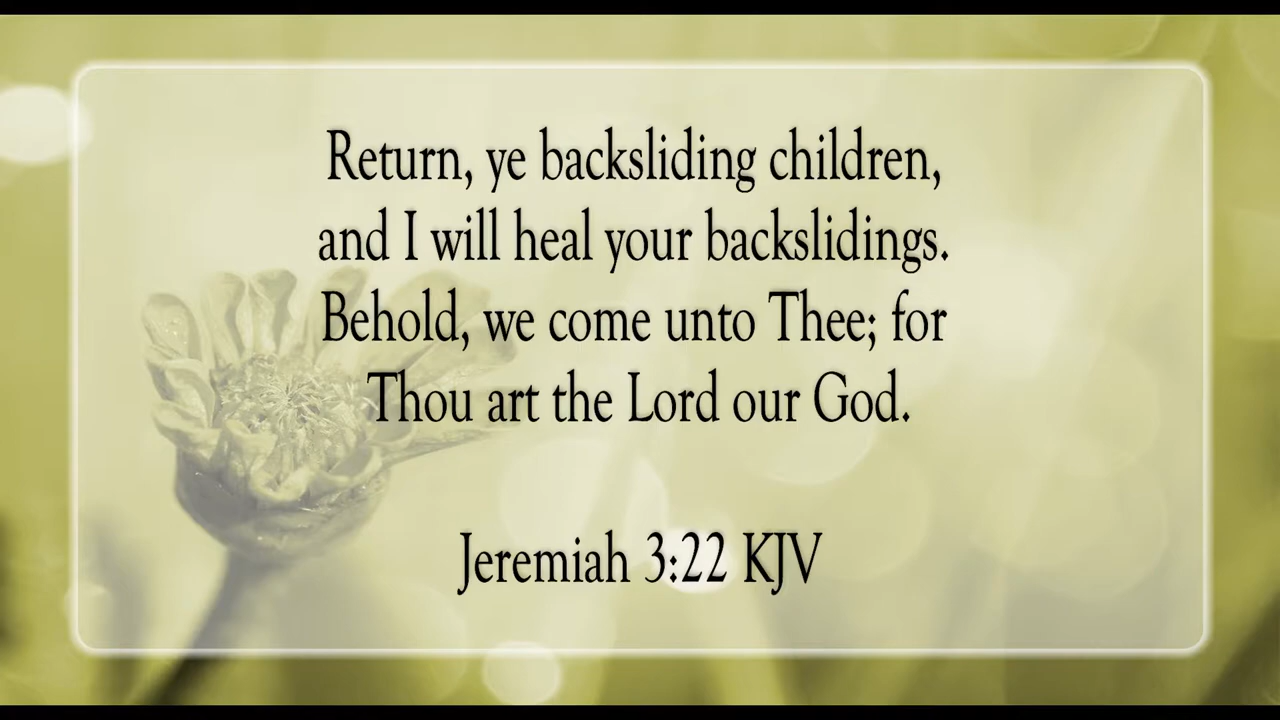 Return, ye backsliding children,
and I will heal your backslidings.
Behold, we come unto Thee; for
Thou art the Lord our God.
Jeremiah 3:22 KJV